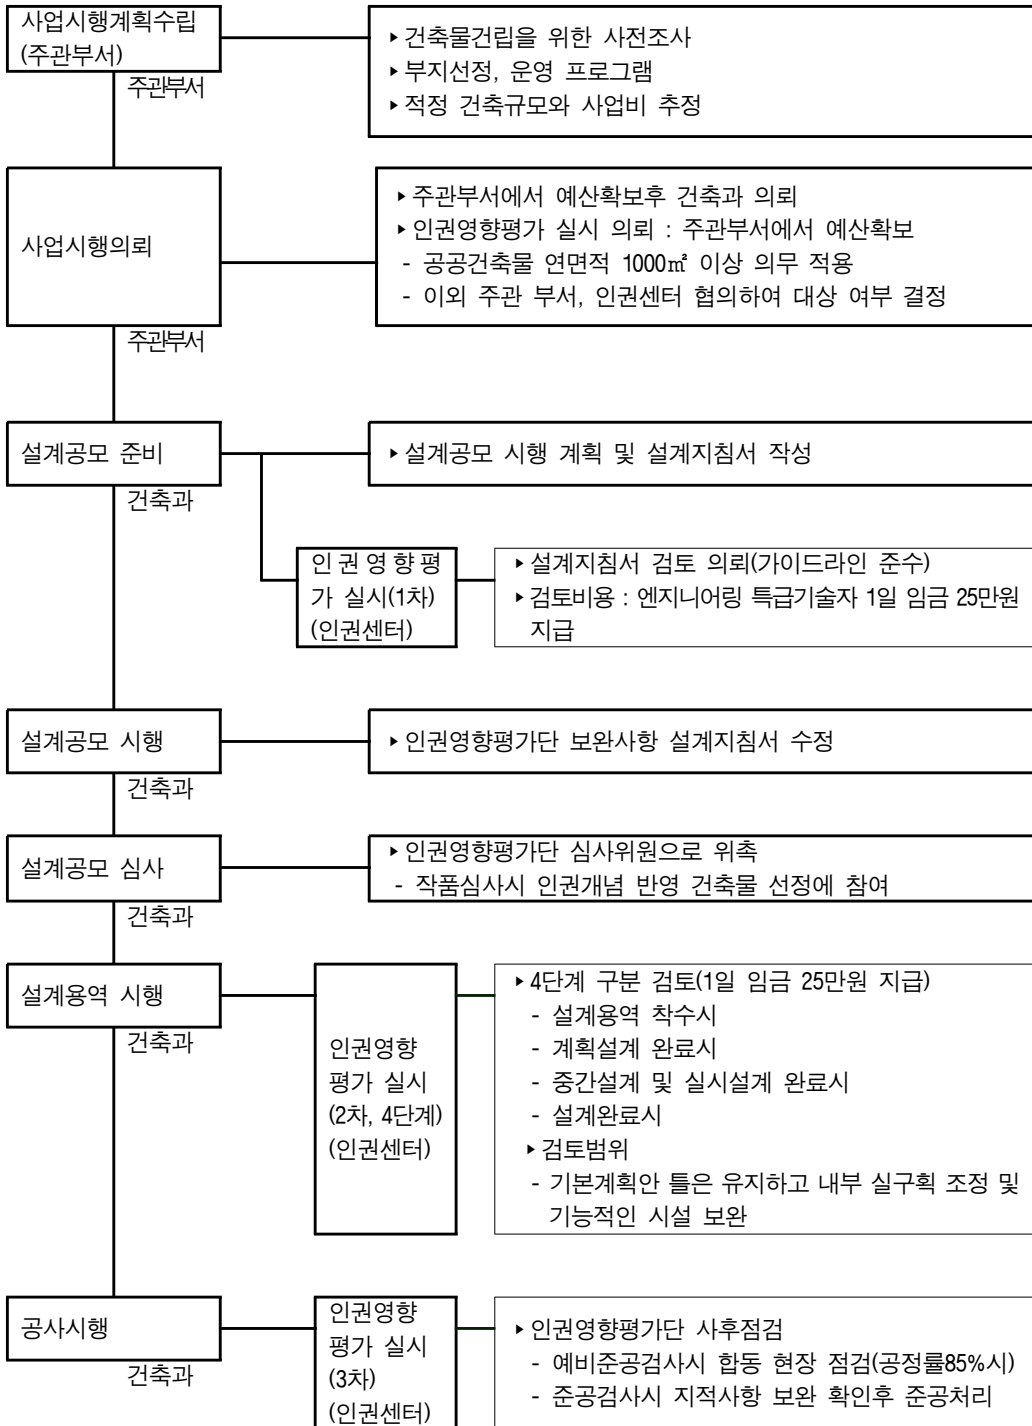 사업시행계획수립
(주관부서)
주관부서
▸건축물건립을 위한 사전조사
▸부지선정, 운영 프로그램
▸적정 건축규모와 사업비 추정
사업시행의뢰
주관부서
▸주관부서에서 예산확보후 건축과 의뢰
▸인권영향평가 실시 의뢰 : 주관부서에서 예산확보
- 공공건축물 연면적 1000㎡ 이상 의무 적용
- 이외 주관 부서, 인권센터 협의하여 대상 여부 결정
설계공모 준비
건축과
▸설계공모 시행 계획 및 설계지침서 작성
인권영향평
가 실시(1차)
(인권센터)
▸설계지침서 검토 의뢰(가이드라인 준수)
▸검토비용 : 엔지니어링 특급기술자 1일 임금 25만원
지급
설계공모 시행
건축과
▸인권영향평가단 보완사항 설계지침서 수정
설계공모 심사
건축과
▸인권영향평가단 심사위원으로 위촉
- 작품심사시 인권개념 반영 건축물 선정에 참여
설계용역 시행
건축과
인권영향
평가 실시
(2차, 4단계)
(인권센터)
▸4단계 구분 검토(1일 임금 25만원 지급)
- 설계용역 착수시
- 계획설계 완료시
- 중간설계 및 실시설계 완료시
- 설계완료시
▸검토범위
- 기본계획안 틀은 유지하고 내부 실구획 조정 및
기능적인 시설 보완
공사시행
건축과
인권영향
평가 실시
(3차)
(인권센터)
▸인권영향평가단 사후점검
- 예비준공검사시 합동 현장 점검(공정률85%시)
- 준공검사시 지적사항 보완 확인후 준공처리